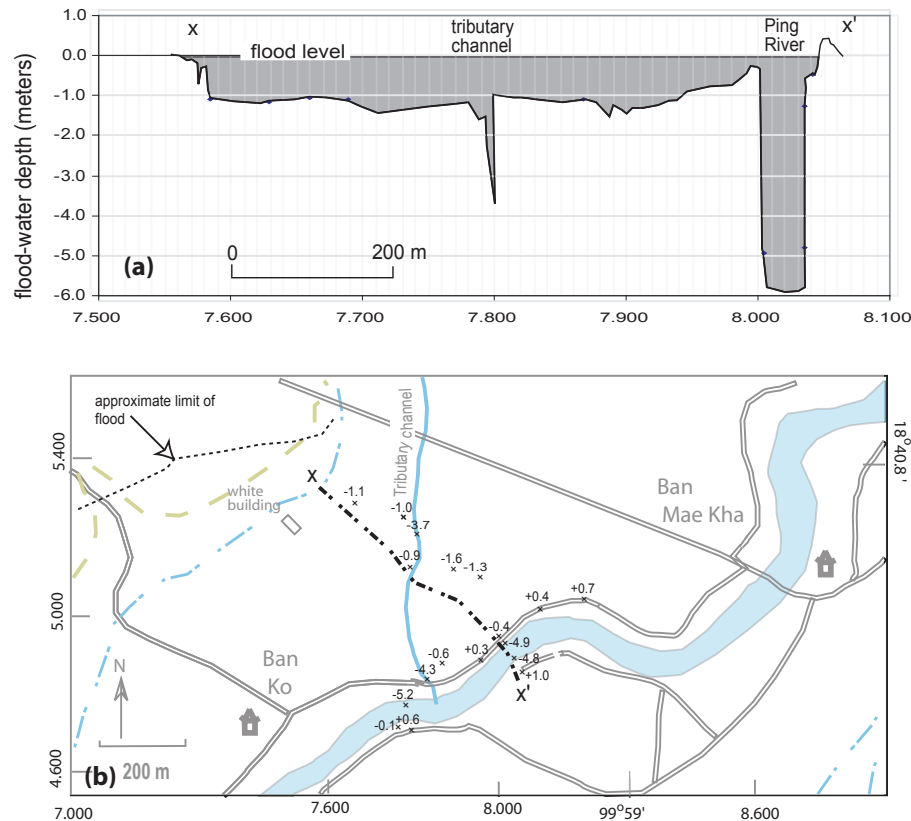 x
tributary
channel
Ping
River
x'
flood level
1.0
0.0
-1.0
-2.0
-3.0
-4.0
-5.0
-6.0
flood-water depth (meters)
(a)
0
200 m
7.500
7.600
7.700
7.800
7.900
8.000
8.100
approximate limit of
flood
Tributary channel
5.400
5.000
4.600
18°40.8'
white
building
X
-1.1
-1.0
-3.7
-0.9
-1.6
-1.3
Ban
Mae Kha
+0.4
+0.7
-0.4
-4.9
-0.6
+0.3
-4.8
-4.3
+1.0
X'
Ban
Ko
-5.2
-0.1
+0.6
N
200 m
(b)
7.000
7.600
8.000
99°59'
8.600